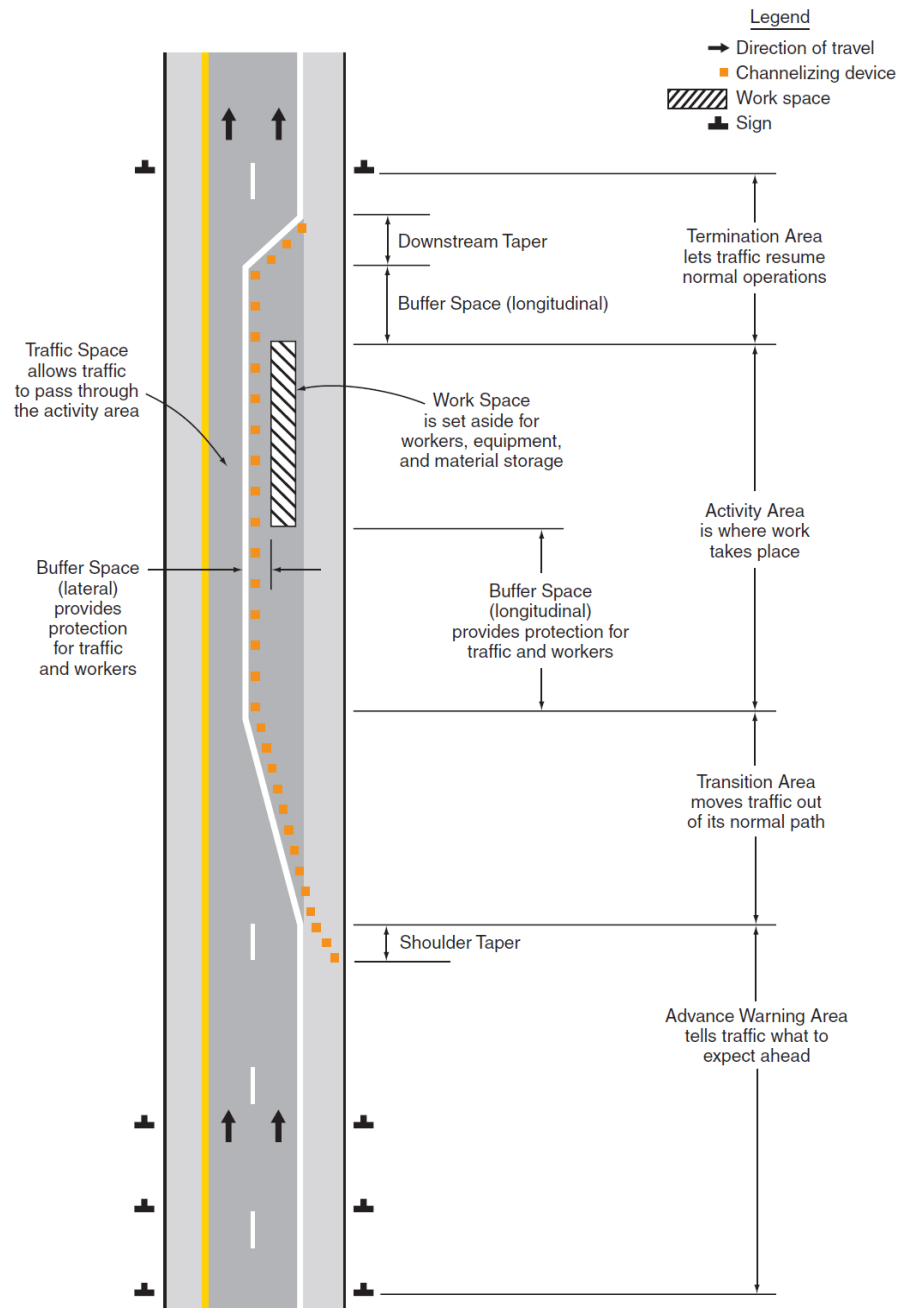 Legend
Direction of travel
Channelizing device
Work space
Sign
Downstream Taper
Termination Area
lets traffic resume
normal operations
Buffer Space (longitudinal)
Traffic Space
allows traffic
to pass through
the activity area
Work Space
is set aside for
workers, equipment,
and material storage
Activity Area
is where work
takes place
Buffer Space
(lateral)
provides
protection
for traffic
and workers
Buffer Space
(longitudinal)
provides protection for
traffic and workers
Transition Area
moves traffic out
of its normal path
Shoulder Taper
Advance Warning Area
tells traffic what to
expect ahead